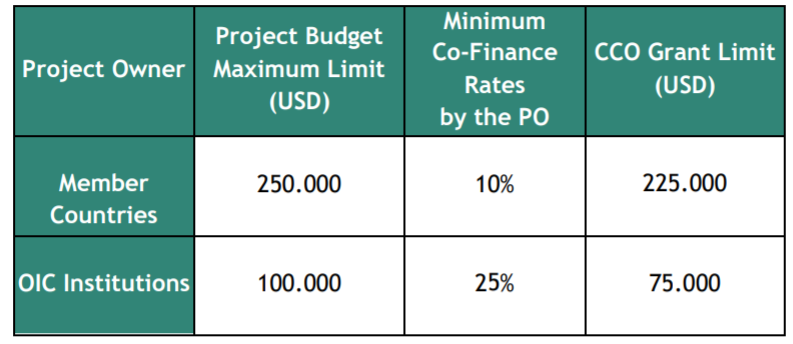 Project Owner
Project Budget
Maximum Limit
(USD)
Minimum
Co-Finance
Rates
by the PO
CCO Grant Limit
(USD)
Member
Countries
250.000
10%
225.000
OIC Institutions
100.000
25%
75.000